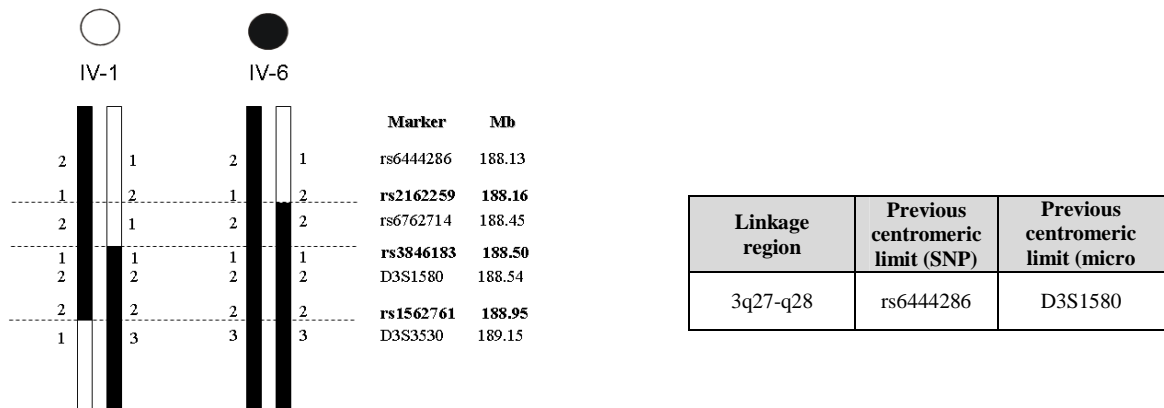 IV-1 IV-6
Marker Mb
2 1 2 1 rs6444286 188.13
1 2 1 2 rs2162259 188.16
2 1 2 2 rs6762714 188.45
1 1 1 1 rs3846183 188.50
2 2 2 2 D3S1580 188.54
2 2 2 2 rs1562761 188.95
1 3 3 3 D3S3530 189.15
Linkage
region
Previous
centromeric
limit (SNP)
Previous
centromeric
limit (micro
3q27-q28 rs6444286 D3S1580